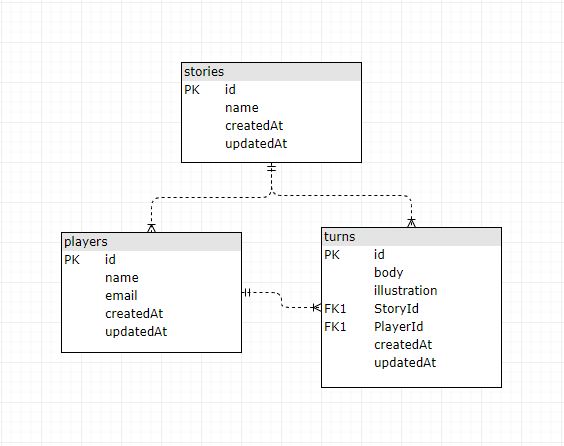 stories
PK id
name
createdAt
updatedAt
players
PK id
name
email
createdAt
updatedAt
turns
PK id
body
illustration
FK1 StoryId
FK1 PlayerId
createdAt
updatedAt